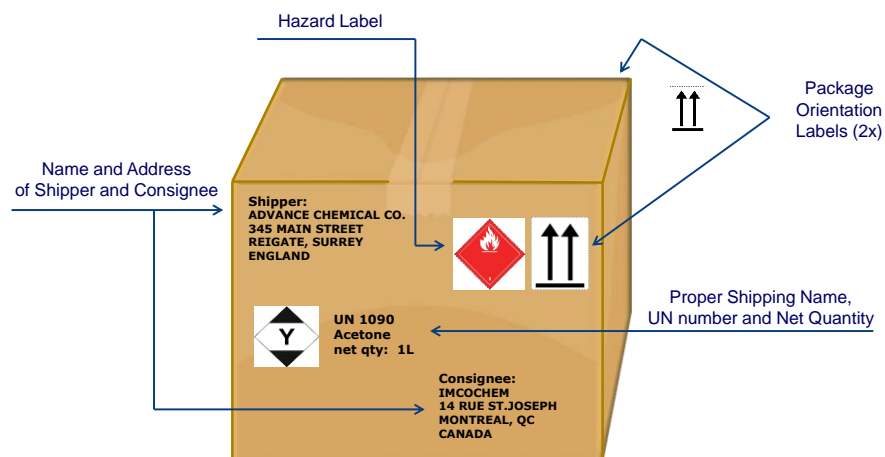 Hazard Label
Package
Orientation
Labels (2x)
Name and Address
of Shipper and Consignee
Shipper:
ADVANCE CHEMICAL CO.
345 MAIN STREET
REIGATE, SURREY
ENGLAND
Proper Shipping Name,
UN number and Net Quantity
Y
UN 1090
Acetone
net qty: 1L
Consignee:
IMCOCHEM
14 RUE ST.JOSEPH
MONTREAL, QC
CANADA